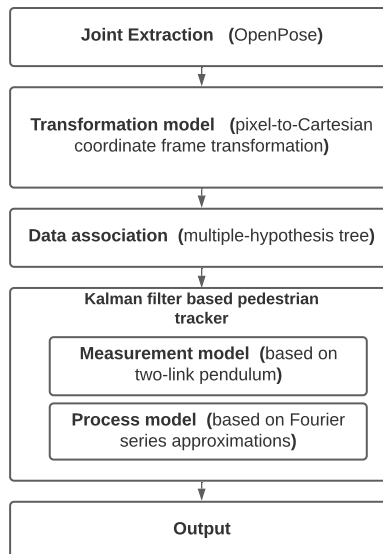 Joint Extraction (OpenPose)
Transformation model (pixel-to-Cartesian
coordinate frame transformation)
Data association (multiple-hypothesis tree)
Kalman filter based pedestrian
tracker
Measurement model (based on
two-link pendulum)
Process model (based on Fourier
series approximations)
Output